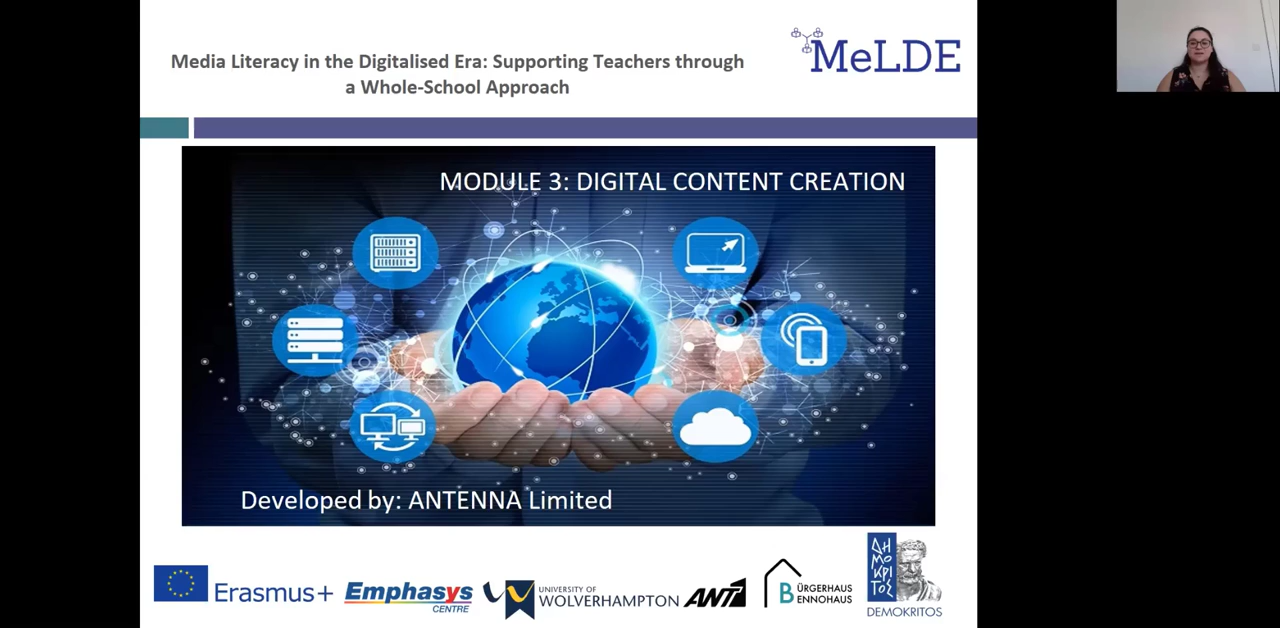 Media Literacy in the Digitalised Era: Supporting Teachers through
a Whole-School Approach
MeLDE
MODULE 3: DIGITAL CONTENT CREATION
Developed by: ANTENNA Limited
Erasmus+
Emphasys
CENTRE
UNIVERSITY OF
WOLVERHAMPTON
ANT1
BÜRGERHAUS
BENNOHAUS
ΔΗ
ΜΟ
ΚΡΙ
ΤΟΣ
DEMOKRITOS